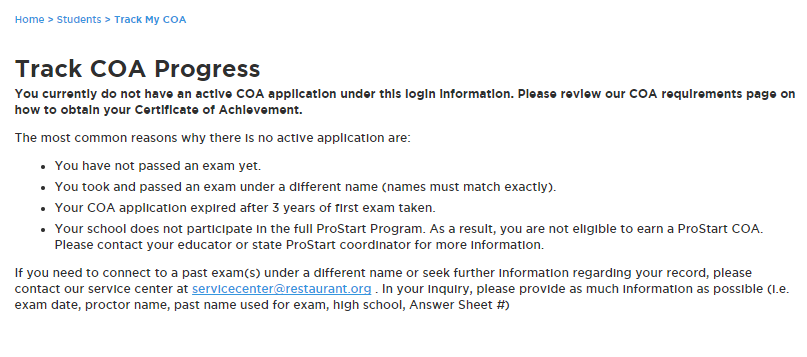 Home > Students > Track My COA
Track COA Progress
You currently do not have an active COA application under this login information. Please review our COA requirements page on
how to obtain your Certificate of Achievement.
The most common reasons why there is no active application are:
• You have not passed an exam yet.
• You took and passed an exam under a different name (names must match exactly).
• Your COA application expired after 3 years of first exam taken.
• Your school does not participate in the full ProStart Program. As a result, you are not eligible to earn a ProStart COA.
Please contact your educator or state ProStart coordinator for more information.
If you need to connect to a past exam(s) under a different name or seek further information regarding your record, please
contact our service center at servicecenter@restaurant.org . In your inquiry, please provide as much information as possible (i.e.
exam date, proctor name, past name used for exam, high school, Answer Sheet #)